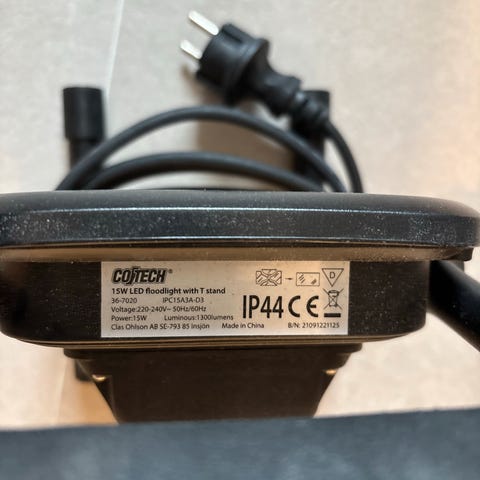 COTECH®
15W LED floodlight with T stand
36-7020 IPC15A3A-D3
Voltage:220-240V~ 50Hz/60Hz
Power:15W Luminous:1300lumens
Clas Ohlson AB SE-793 85 Insjön Made in China
D
IP44 CE
B/N: 21091221125